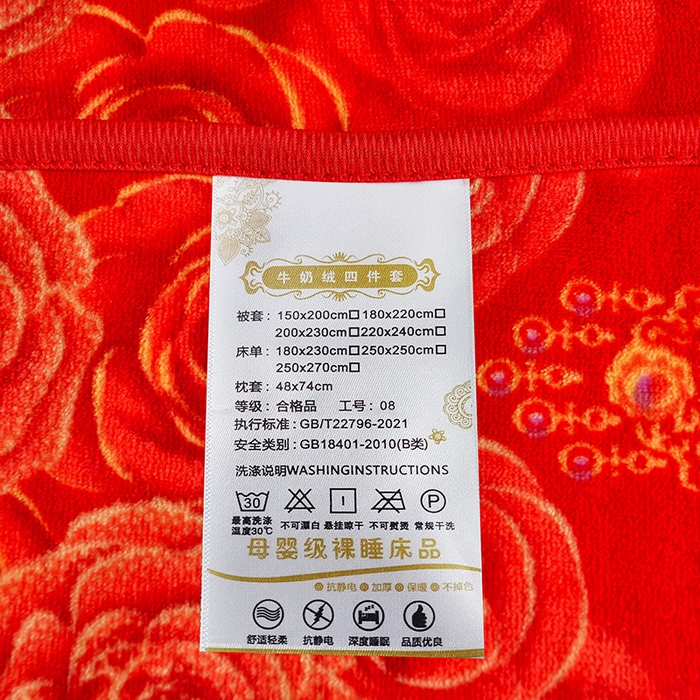 牛奶绒四件套
被套：150x200cm□180x220cm□
200x230cm□220x240cm□
床单：180x230cm□250x250cm□
250x270cm□
枕套：48x74cm
等级：合格品 工号：08
执行标准：GB/T22796-2021
安全类别：GB18401-2010(B类)
洗涤说明WASHINGINSTRUCTIONS
30 P
最高洗涤温度30℃ 不可漂白 悬挂晾干 不可熨烫 常规干洗
母婴级裸睡床品
抗静电 加厚 保暖 不掉色
舒适轻柔 抗静电 深度睡眠 品质优良